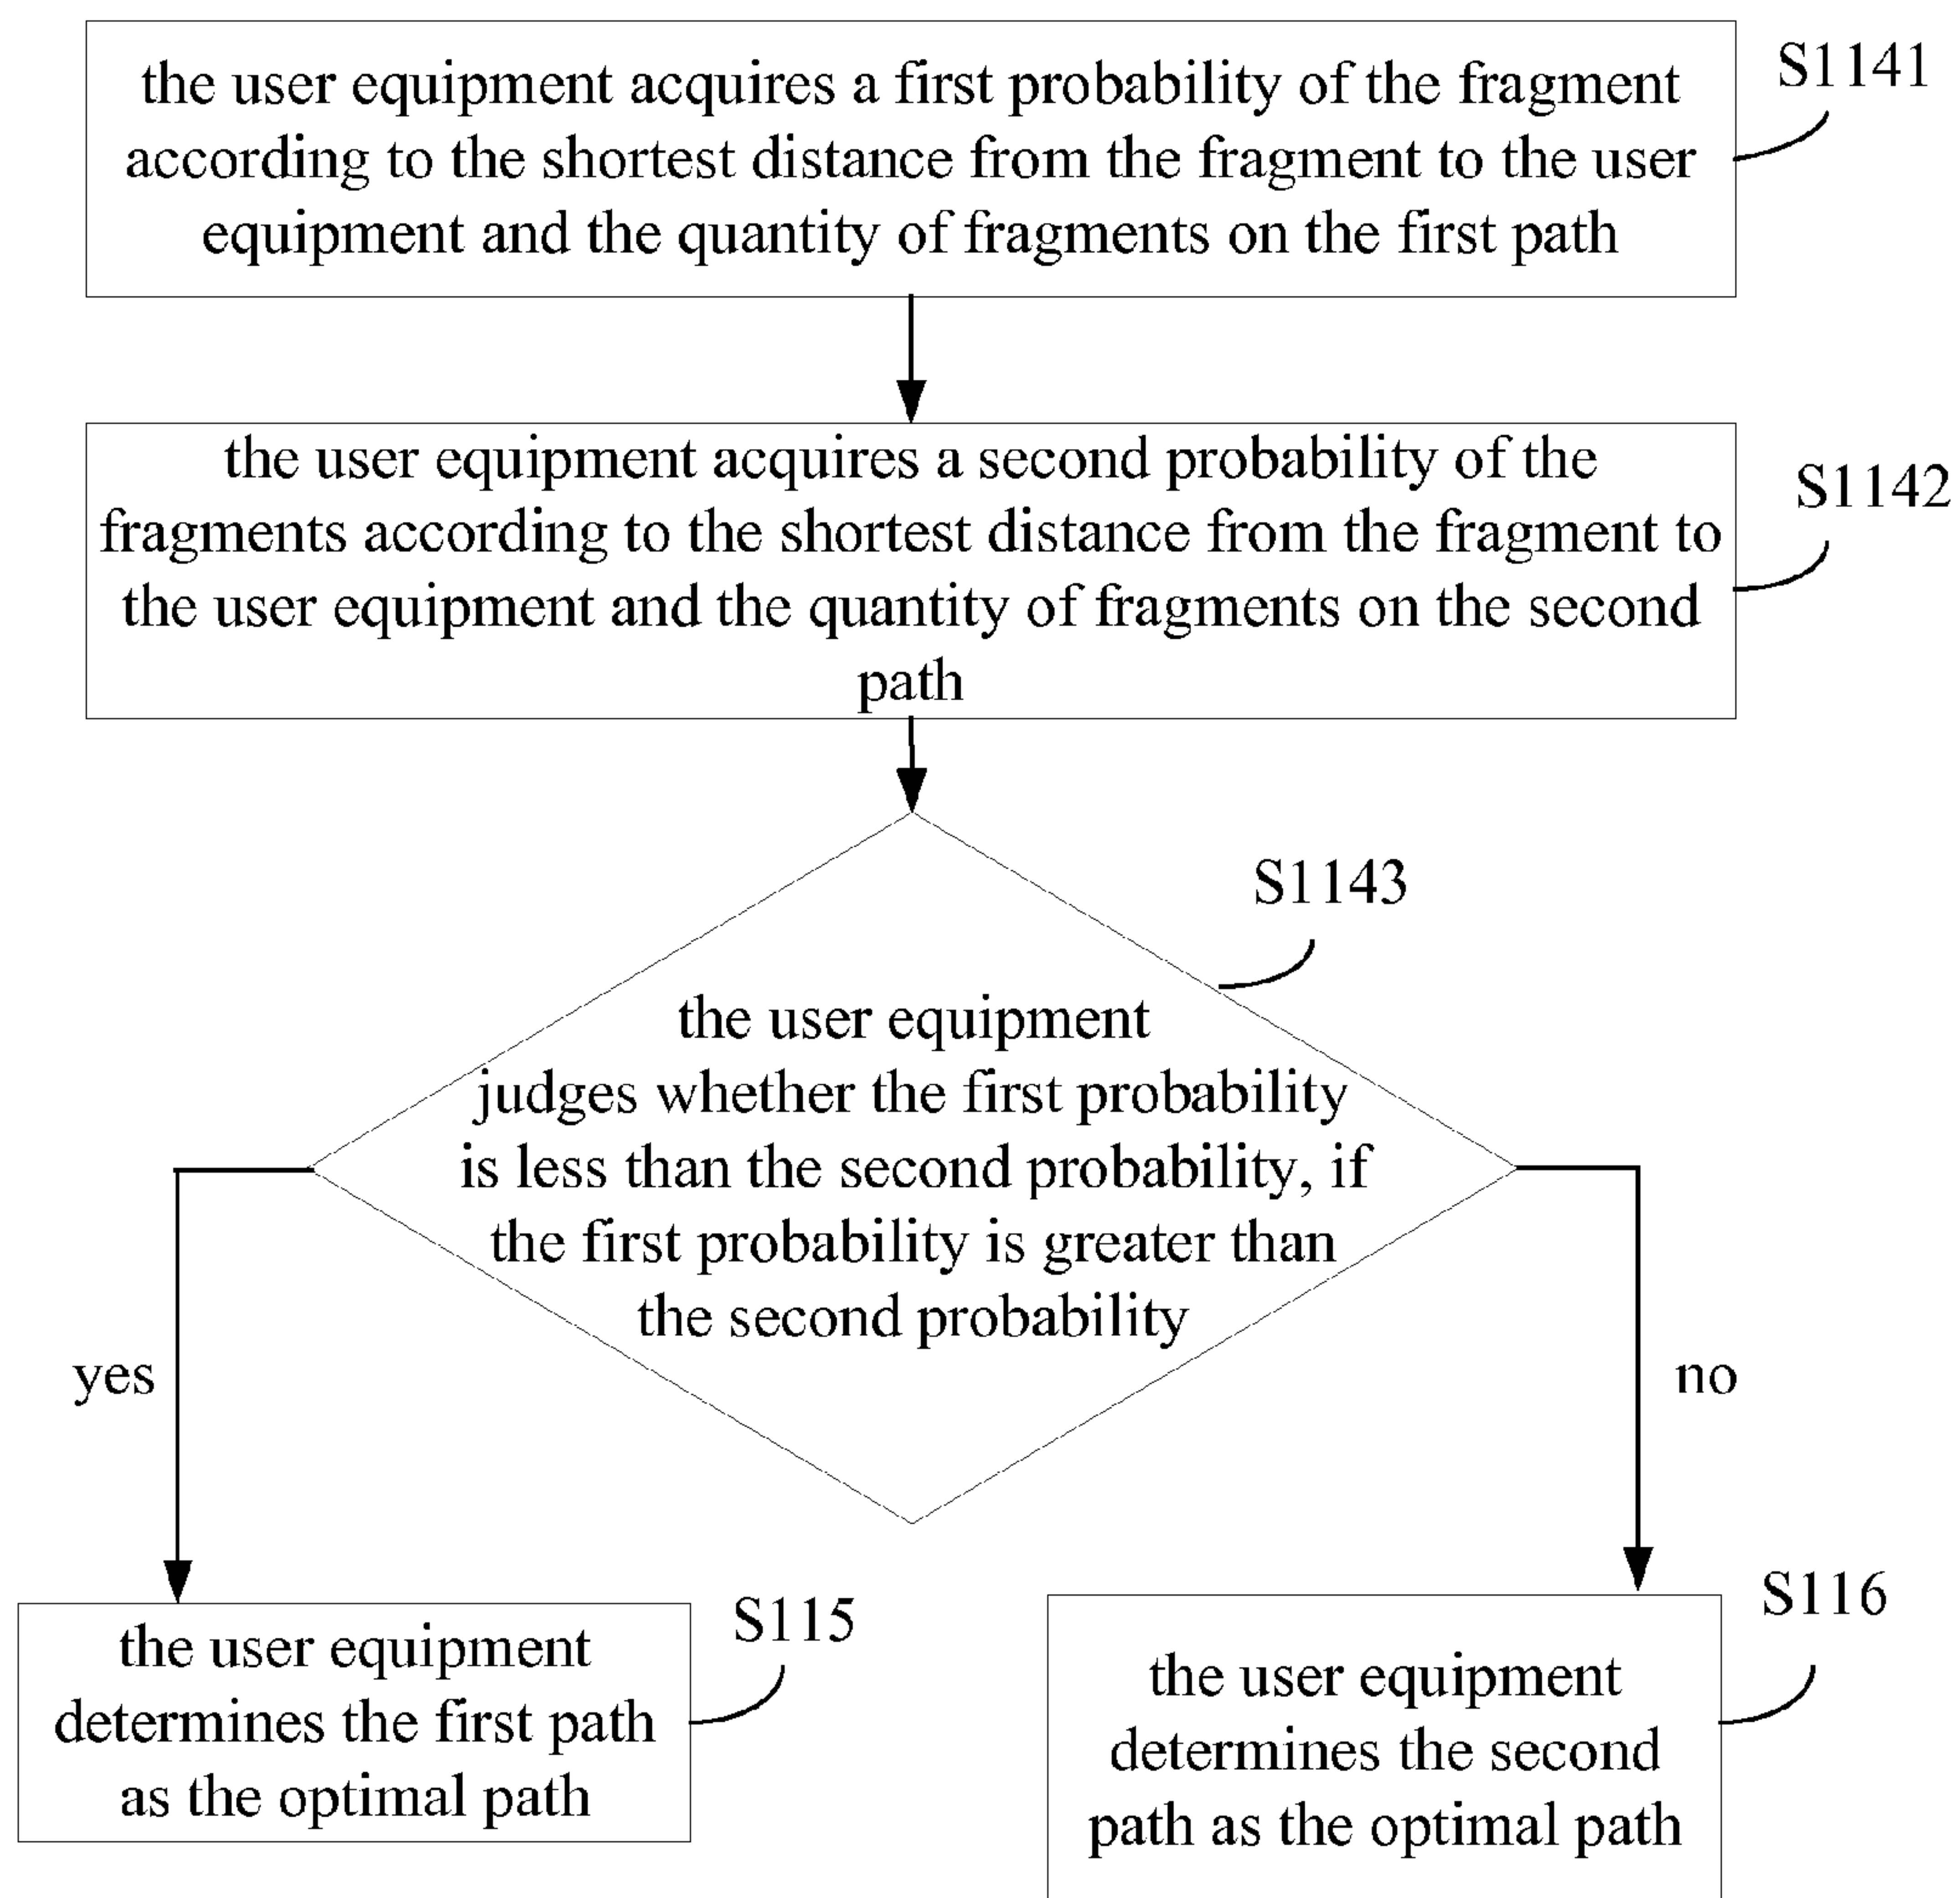 the user equipment acquires a first probability of the fragment
according to the shortest distance from the fragment to the user
equipment and the quantity of fragments on the first path
S1141
the user equipment acquires a second probability of the
fragments according to the shortest distance from the fragment to
the user equipment and the quantity of fragments on the second
path
S1142
S1143
the user equipment
judges whether the first probability
is less than the second probability, if
the first probability is greater than
the second probability
yes
no
the user equipment
determines the first path
as the optimal path
S115
the user equipment
determines the second
path as the optimal path
S116